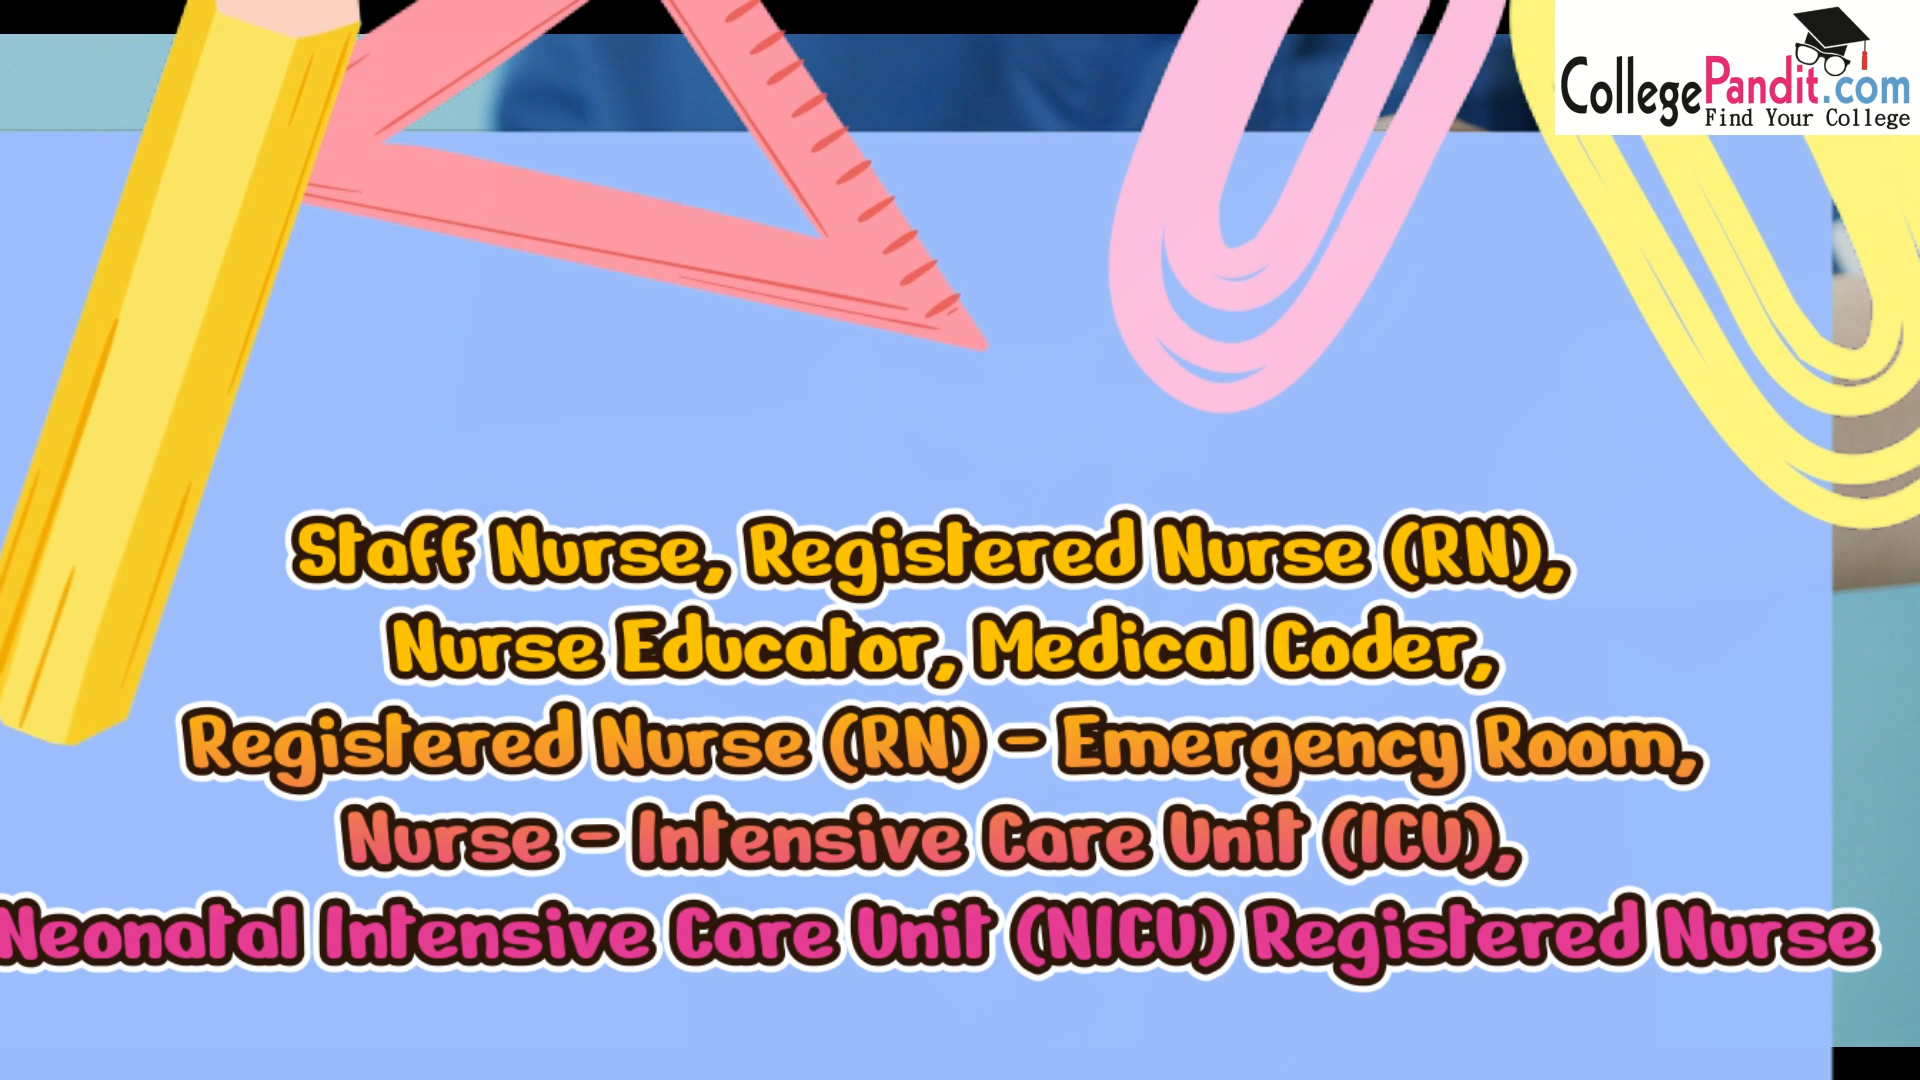 CollegePandit.com
Find Your College
Staff Nurse, Registered Nurse (RN),
Nurse Educator, Medical Coder,
Registered Nurse (RN) - Emergency Room,
Nurse - Intensive Care Unit (ICU),
Neonatal Intensive Care Unit (NICU) Registered Nurse